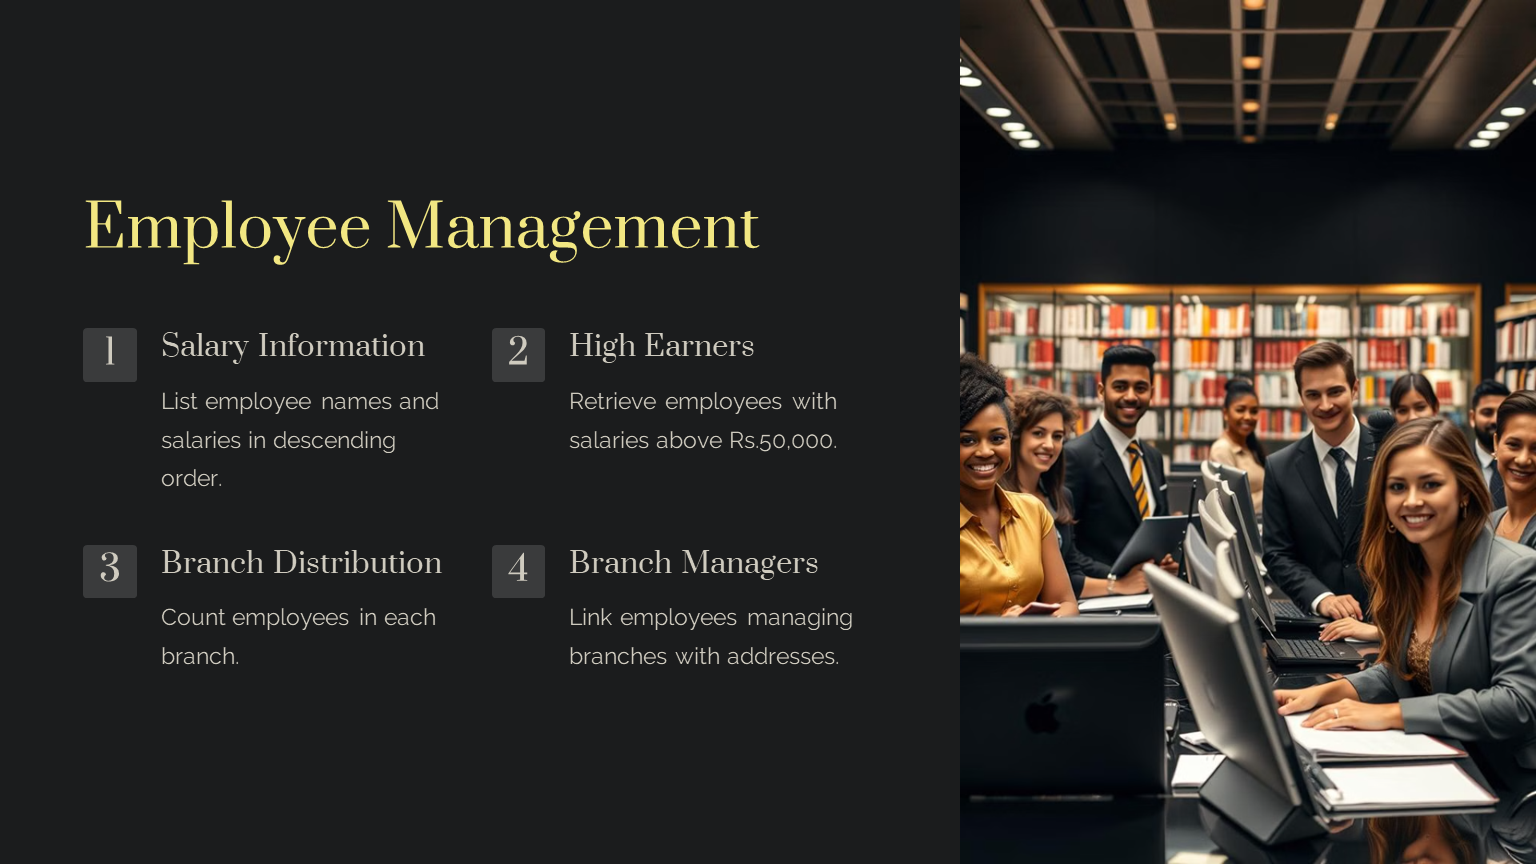 Employee Management
1
Salary Information
List employee names and
salaries in descending
order.
2
High Earners
Retrieve employees with
salaries above Rs.50,000.
3
Branch Distribution
Count employees in each
branch.
4
Branch Managers
Link employees managing
branches with addresses.